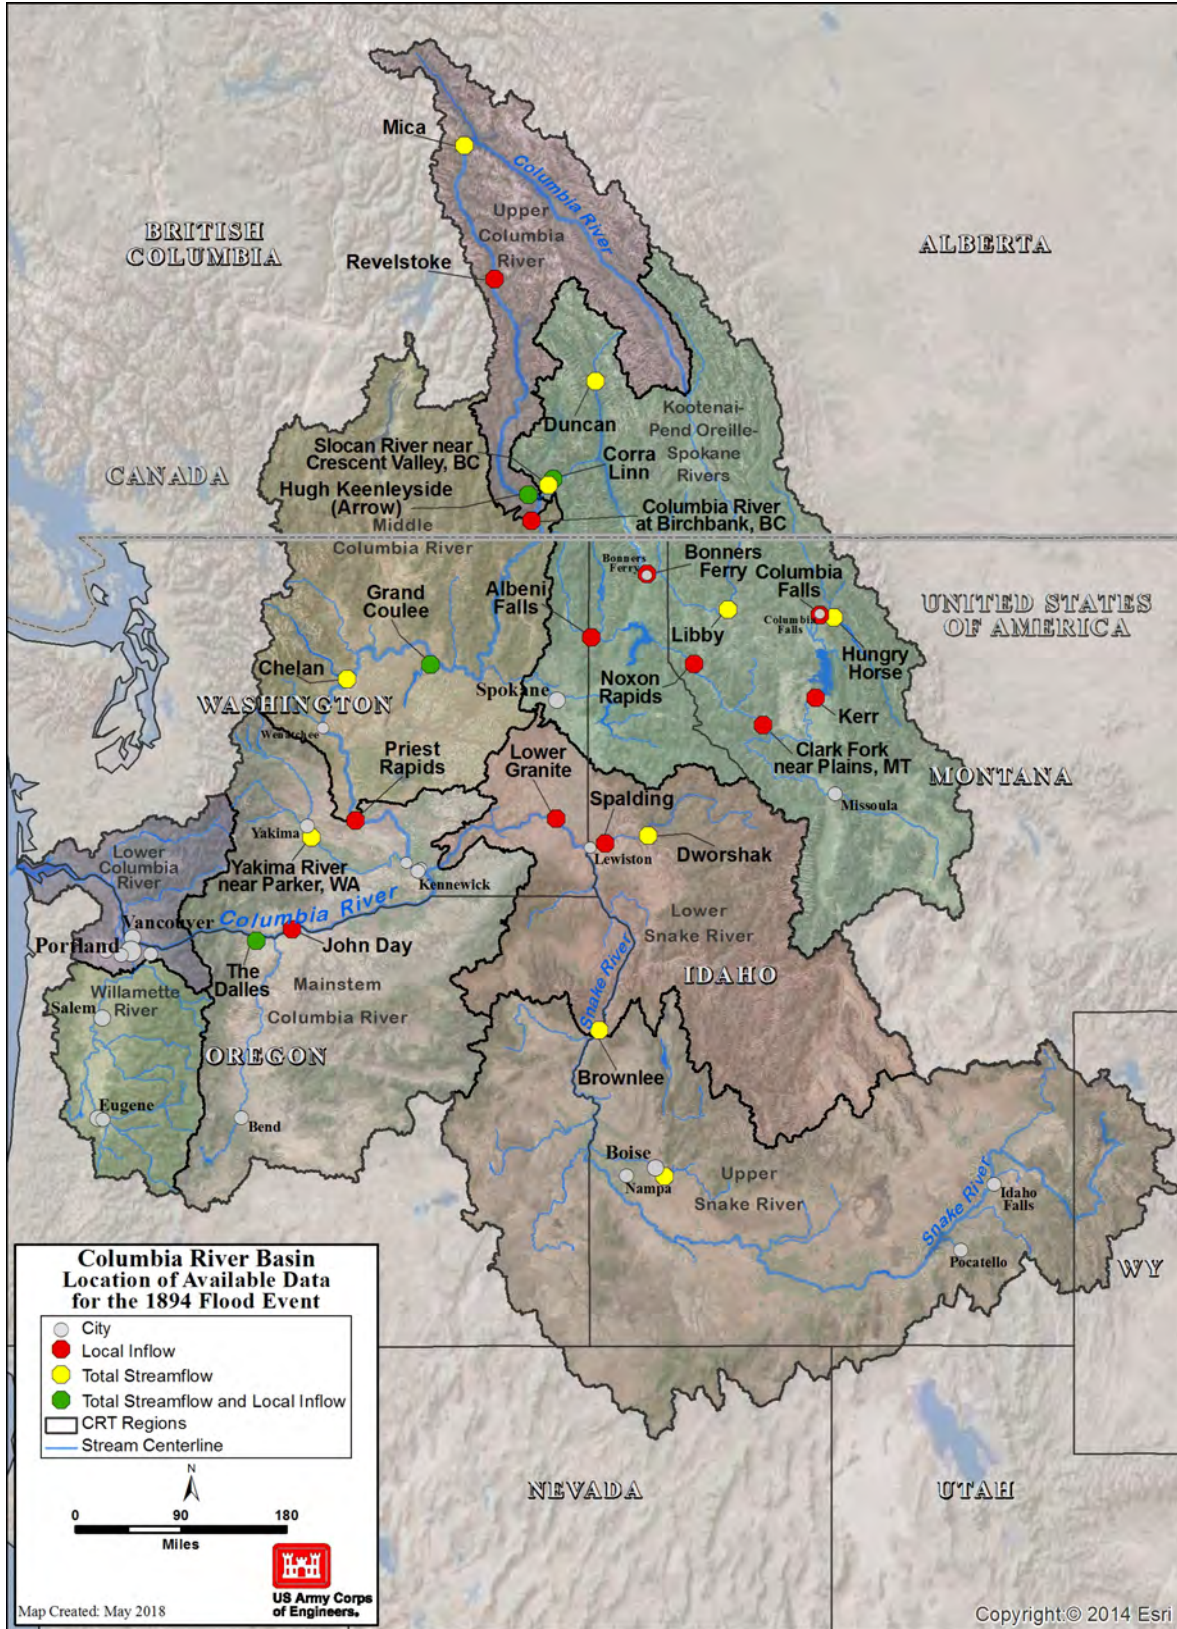 Mica
Columbia River
BRITISH
COLUMBIA
Upper
Columbia
River
ALBERTA
Revelstoke
Duncan
Kootenai-
Pend Oreille-
Spokane
Rivers
Slocan River near
Crescent Valley, BC
Corra
Linn
CANADA
Hugh Keenleyside
(Arrow)
Columbia River
at Birchbank, BC
Middle
Columbia River
Bonners
Ferry
Bonners
Ferry
Columbia
Falls
Columbia
Falls
Albeni
Falls
Grand
Coulee
UNITED STATES
OF AMERICA
Libby
Hungry
Horse
Chelan
Spokane
Noxon
Rapids
WASHINGTON
Kerr
Wenatchee
Priest
Rapids
Lower
Granite
Clark Fork
near Plains, MT
MONTANA
Spalding
Missoula
Yakima
Lower
Columbia
River
Yakima River
near Parker, WA
Lewiston
Dworshak
Kennewick
Columbia River
Vancouver
Portland
John Day
Lower
Snake River
The
Dalles
Snake River
IDAHO
Mainstem
Columbia River
Willamette
River
Salem
OREGON
Brownlee
Eugene
Bend
Boise
Nampa
Upper
Snake River
Snake River
Idaho
Falls
Pocatello
WY
Columbia River Basin
Location of Available Data
for the 1894 Flood Event
City
Local Inflow
Total Streamflow
Total Streamflow and Local Inflow
CRT Regions
Stream Centerline
N
0 90 180
Miles
US Army Corps
of Engineers®
Map Created: May 2018
NEVADA
UTAH
Copyright:© 2014 Esri